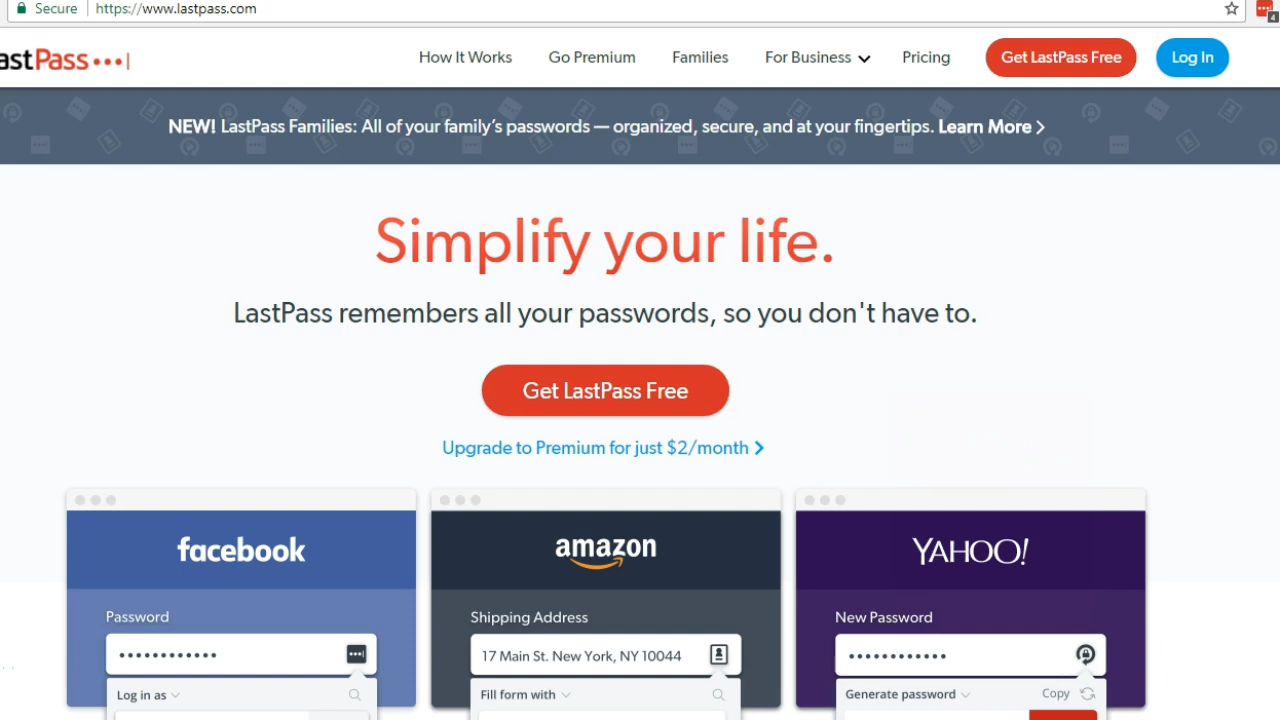 Secure https://www.lastpass.com
4
astPass
How It Works Go Premium Families For Business Pricing Get LastPass Free Log In
NEW! LastPass Families: All of your family’s passwords — organized, secure, and at your fingertips. Learn More
Simplify your life.
LastPass remembers all your passwords, so you don't have to.
Get LastPass Free
Upgrade to Premium for just $2/month
facebook
Password
Log in as
amazon
Shipping Address
17 Main St. New York, NY 10044
Fill form with
YAHOO!
New Password
Generate password Copy